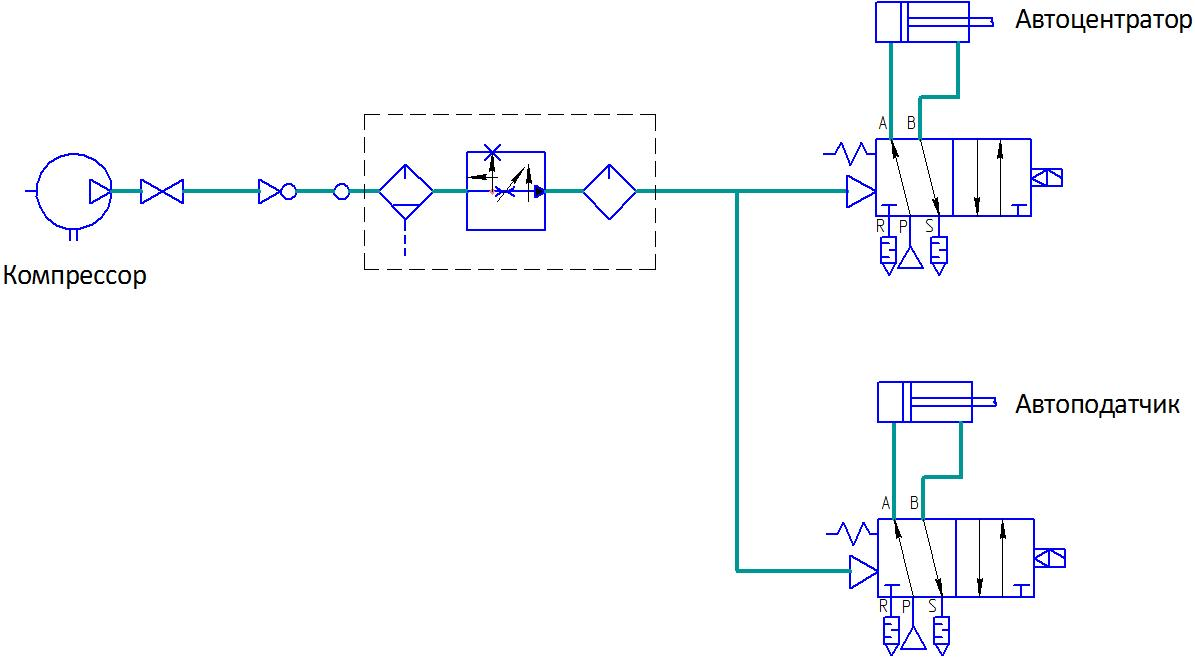 Автоцентратор
A B
R P S
Компрессор
Автоподатчик
A B
R P S